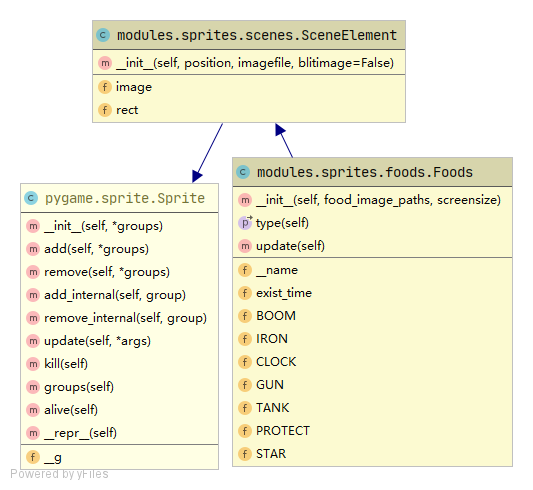 c modules.sprites.scenes.SceneElement
m __init__(self, position, imagefile, blitimage=False)
f image
f rect
c pygame.sprite.Sprite
m __init__(self, *groups)
m add(self, *groups)
m remove(self, *groups)
m add_internal(self, group)
m remove_internal(self, group)
m update(self, *args)
m kill(self)
m groups(self)
m alive(self)
m __repr__(self)
f __g
c modules.sprites.foods.Foods
m __init__(self, food_image_paths, screensize)
p type(self)
m update(self)
f __name
f exist_time
f BOOM
f IRON
f CLOCK
f GUN
f TANK
f PROTECT
f STAR
Powered by yFiles